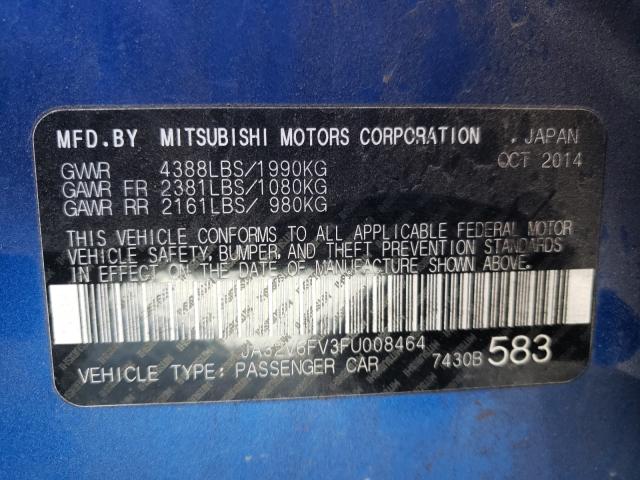 MFD.BY MITSUBISHI MOTORS CORPORATION , JAPAN
GVWR 4388LBS/1990KG OCT 2014
GAWR FR 2381LBS/1080KG
GAWR RR 2161LBS/ 980KG
THIS VEHICLE CONFORMS TO ALL APPLICABLE FEDERAL MOTOR
VEHICLE SAFETY, BUMPER, AND THEFT PREVENTION STANDARDS
IN EFFECT ON THE DATE OF MANUFACTURE SHOWN ABOVE.
JA32V6FV3FU008464
VEHICLE TYPE: PASSENGER CAR 7430B 583